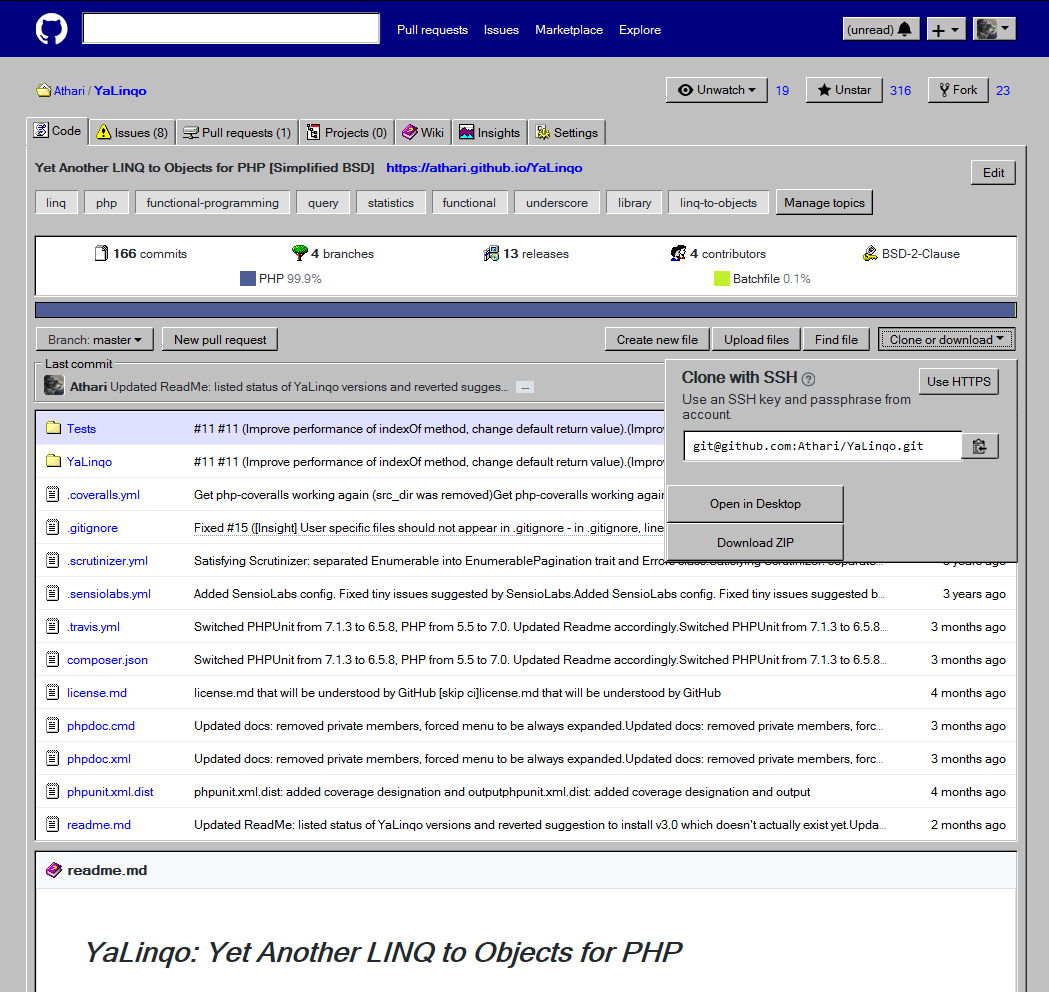 Pull requests Issues Marketplace Explore (unread)
Athari / YaLinqo Unwatch 19 Unstar 316 Fork 23
Code Issues (8) Pull requests (1) Projects (0) Wiki Insights Settings
Yet Another LINQ to Objects for PHP [Simplified BSD] https://athari.github.io/YaLinqo Edit
linq php functional-programming query statistics functional underscore library linq-to-objects Manage topics
166 commits 4 branches 13 releases 4 contributors BSD-2-Clause
PHP 99.9% Batchfile 0.1%
Branch: master New pull request Create new file Upload files Find file Clone or download
Last commit
Athari Updated ReadMe: listed status of YaLinqo versions and reverted sugges... ...
Clone with SSH Use HTTPS
Use an SSH key and passphrase from
account.
git@github.com:Athari/YaLinqo.git
Open in Desktop
Download ZIP
Tests #11 #11 (Improve performance of indexOf method, change default return value).(Impro
YaLinqo #11 #11 (Improve performance of indexOf method, change default return value).(Impro
.coveralls.yml Get php-coveralls working again (src_dir was removed)Get php-coveralls working again
.gitignore Fixed #15 ([Insight] User specific files should not appear in .gitignore - in .gitignore, line
.scrutinizer.yml Satisfying Scrutinizer: separated Enumerable into EnumerablePagination trait and Errors class.Satisfying Scrutinizer: separate... years ago
.sensiolabs.yml Added SensioLabs config. Fixed tiny issues suggested by SensioLabs.Added SensioLabs config. Fixed tiny issues suggested b... 3 years ago
.travis.yml Switched PHPUnit from 7.1.3 to 6.5.8, PHP from 5.5 to 7.0. Updated Readme accordingly.Switched PHPUnit from 7.1.3 to 6.5.8... 3 months ago
composer.json Switched PHPUnit from 7.1.3 to 6.5.8, PHP from 5.5 to 7.0. Updated Readme accordingly.Switched PHPUnit from 7.1.3 to 6.5.8... 3 months ago
license.md license.md that will be understood by GitHub [skip ci]license.md that will be understood by GitHub 4 months ago
phpdoc.cmd Updated docs: removed private members, forced menu to be always expanded.Updated docs: removed private members, forc... 3 months ago
phpdoc.xml Updated docs: removed private members, forced menu to be always expanded.Updated docs: removed private members, forc... 3 months ago
phpunit.xml.dist phpunit.xml.dist: added coverage designation and outputphpunit.xml.dist: added coverage designation and output 4 months ago
readme.md Updated ReadMe: listed status of YaLinqo versions and reverted suggestion to install v3.0 which doesn't actually exist yet.Upda... 2 months ago
readme.md
YaLinqo: Yet Another LINQ to Objects for PHP